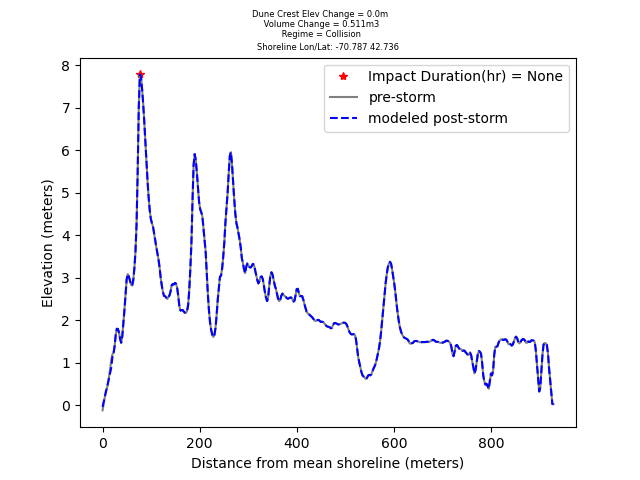 Dune Crest Elev Change = 0.0m
Volume Change = 0.511m3
Regime = Collision
Shoreline Lon/Lat: -70.787 42.736
Impact Duration(hr) = None
pre-storm
modeled post-storm
8
7
6
5
4
3
2
1
0
Elevation (meters)
0 200 400 600 800
Distance from mean shoreline (meters)